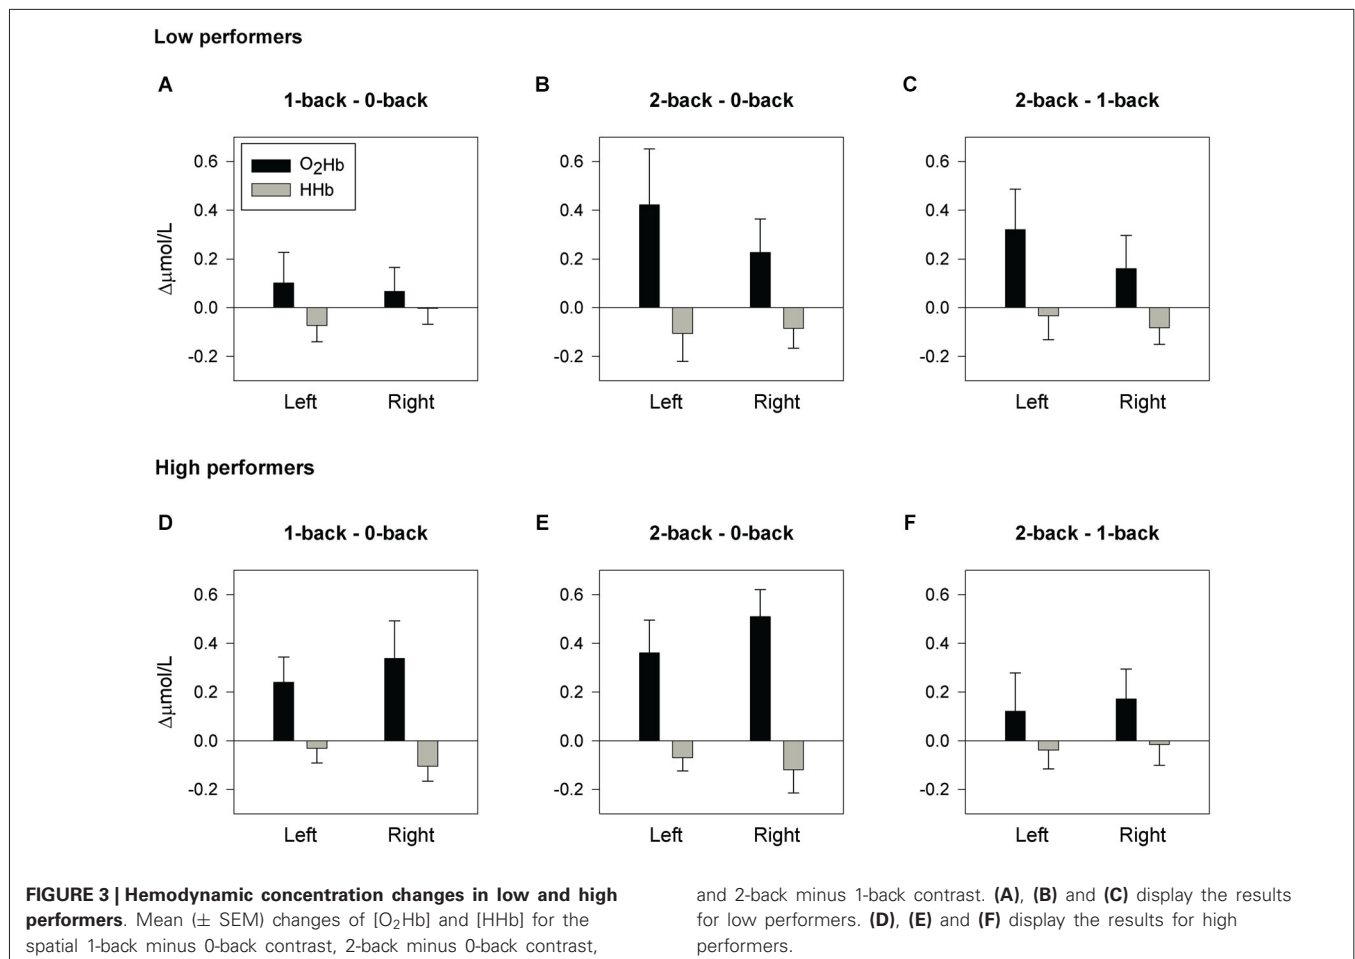 Low performers
A
1-back - 0-back
B
2-back - 0-back
C
2-back - 1-back
0.6
0.4
0.2
0.0
-0.2
Δµmol/L
O2Hb
HHb
Left Right
0.6
0.4
0.2
0.0
-0.2
Left Right
0.6
0.4
0.2
0.0
-0.2
Left Right
High performers
D
1-back - 0-back
E
2-back - 0-back
F
2-back - 1-back
0.6
0.4
0.2
0.0
-0.2
Δµmol/L
Left Right
0.6
0.4
0.2
0.0
-0.2
Left Right
0.6
0.4
0.2
0.0
-0.2
Left Right
FIGURE 3 | Hemodynamic concentration changes in low and high
performers. Mean (± SEM) changes of [O2Hb] and [HHb] for the
spatial 1-back minus 0-back contrast, 2-back minus 0-back contrast,
and 2-back minus 1-back contrast. (A), (B) and (C) display the results
for low performers. (D), (E) and (F) display the results for high
performers.